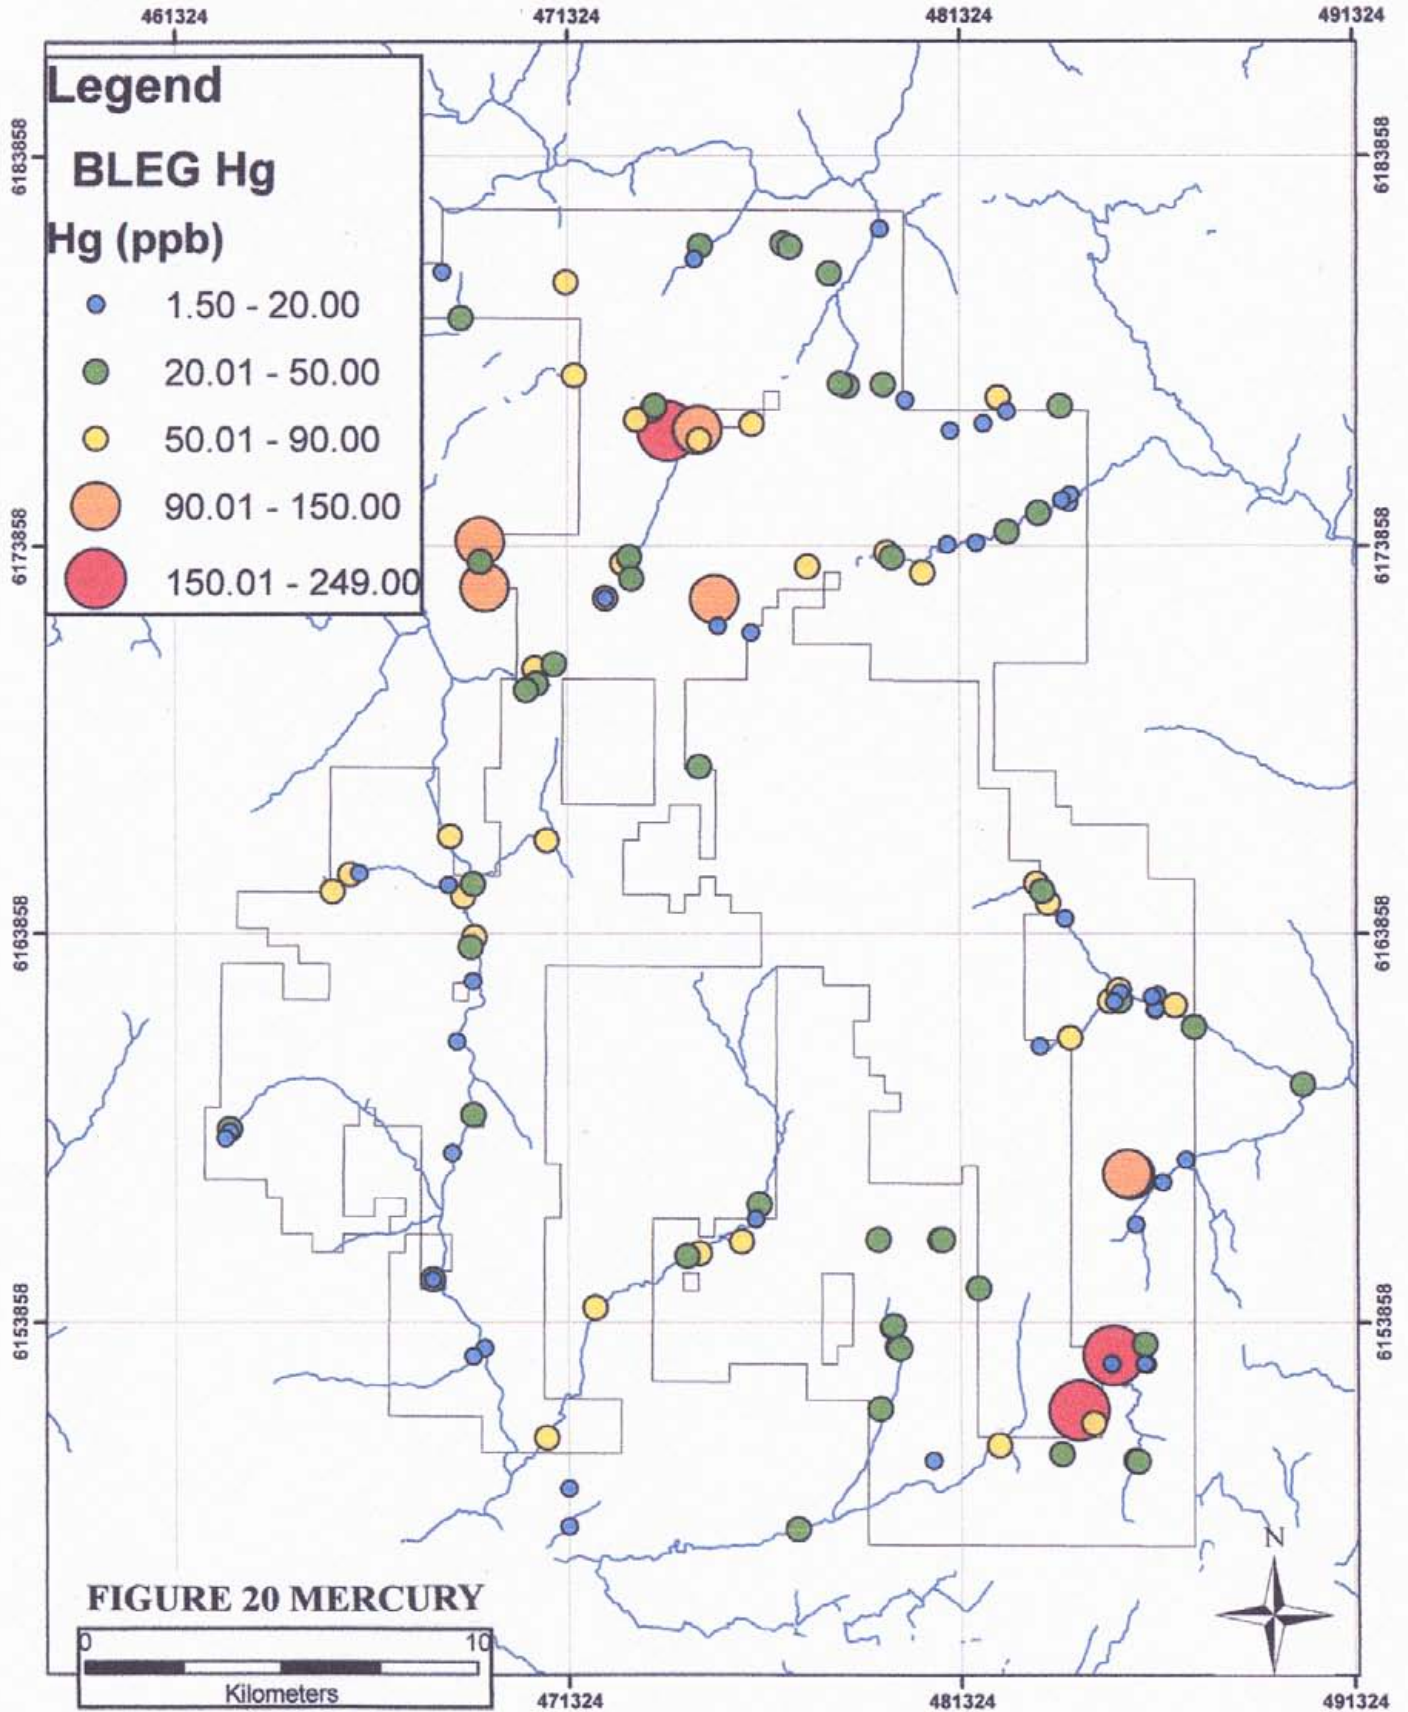 461324 471324 481324 491324
Legend
BLEG Hg
Hg (ppb)
1.50 - 20.00
20.01 - 50.00
50.01 - 90.00
90.01 - 150.00
150.01 - 249.00
6183858 6183858
6173858 6173858
6163858 6163858
6153858 6153858
N
FIGURE 20 MERCURY
0 10
Kilometers
471324 481324 491324